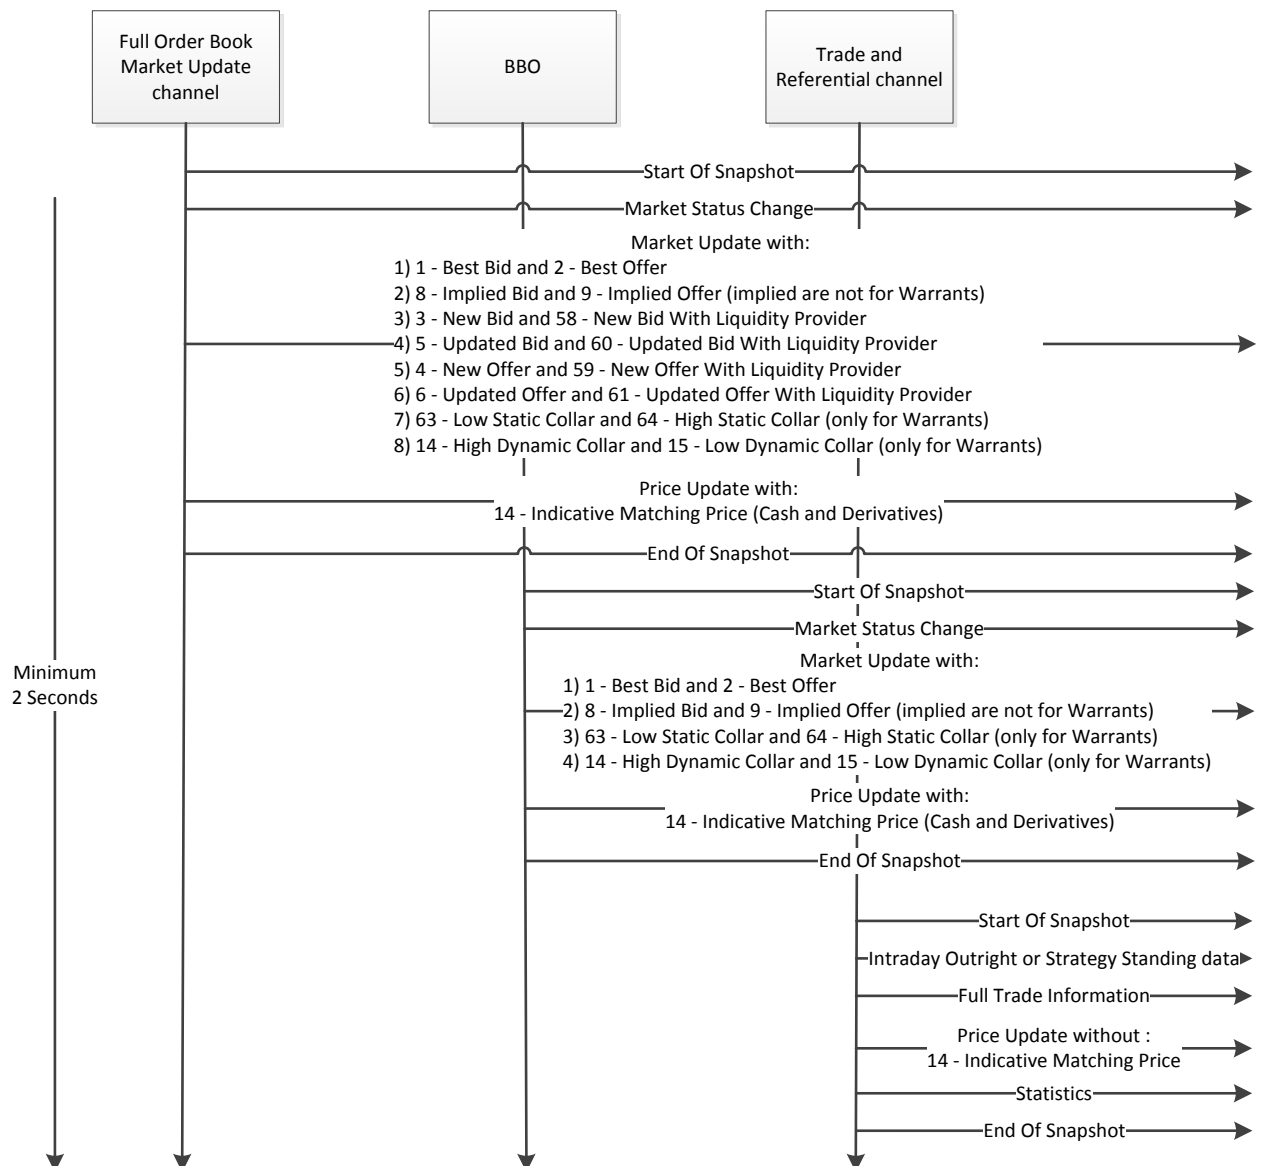 Full Order Book
Market Update
channel
BBO
Trade and
Referential channel
Start Of Snapshot
Market Status Change
Market Update with:
1) 1 - Best Bid and 2 - Best Offer
2) 8 - Implied Bid and 9 - Implied Offer (implied are not for Warrants)
3) 3 - New Bid and 58 - New Bid With Liquidity Provider
4) 5 - Updated Bid and 60 - Updated Bid With Liquidity Provider
5) 4 - New Offer and 59 - New Offer With Liquidity Provider
6) 6 - Updated Offer and 61 - Updated Offer With Liquidity Provider
7) 63 - Low Static Collar and 64 - High Static Collar (only for Warrants)
8) 14 - High Dynamic Collar and 15 - Low Dynamic Collar (only for Warrants)
Price Update with:
14 - Indicative Matching Price (Cash and Derivatives)
End Of Snapshot
Start Of Snapshot
Market Status Change
Minimum
2 Seconds
Market Update with:
1) 1 - Best Bid and 2 - Best Offer
2) 8 - Implied Bid and 9 - Implied Offer (implied are not for Warrants)
3) 63 - Low Static Collar and 64 - High Static Collar (only for Warrants)
4) 14 - High Dynamic Collar and 15 - Low Dynamic Collar (only for Warrants)
Price Update with:
14 - Indicative Matching Price (Cash and Derivatives)
End Of Snapshot
Start Of Snapshot
Intraday Outright or Strategy Standing data
Full Trade Information
Price Update without :
14 - Indicative Matching Price
Statistics
End Of Snapshot